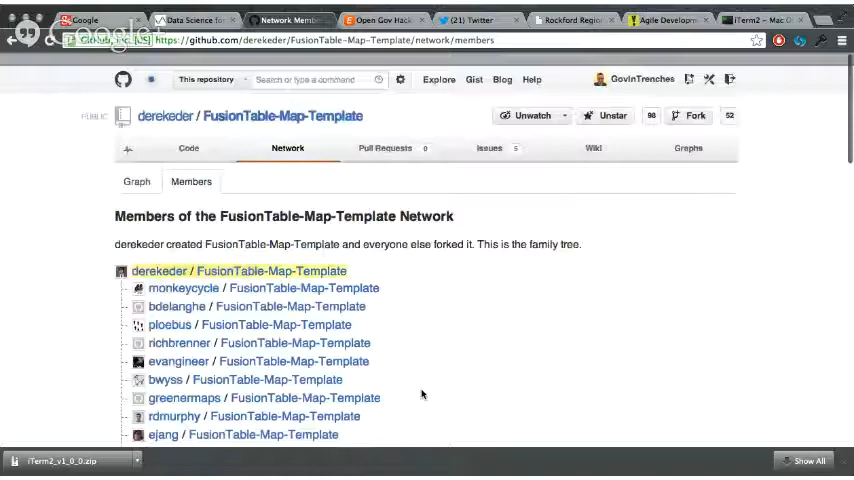 Google
Data Science for
Network Memb
Open Gov Hack
(21) Twitter
Rockford Region
Agile Developm
iTerm2 – Mac O
Google+
GitHub, Inc. [US] https://github.com/derekeder/FusionTable-Map-Template/network/members
This repository
Search or type a command
Explore
Gist
Blog
Help
GovInTrenches
PUBLIC
derekeder / FusionTable-Map-Template
Unwatch
Unstar
98
Fork
52
Code
Network
Pull Requests 0
Issues 5
Wiki
Graphs
Graph
Members
Members of the FusionTable-Map-Template Network
derekeder created FusionTable-Map-Template and everyone else forked it. This is the family tree.
derekeder / FusionTable-Map-Template
monkeycycle / FusionTable-Map-Template
bdelanghe / FusionTable-Map-Template
ploebus / FusionTable-Map-Template
richbrenner / FusionTable-Map-Template
evangineer / FusionTable-Map-Template
bwyss / FusionTable-Map-Template
greenermaps / FusionTable-Map-Template
rdmurphy / FusionTable-Map-Template
ejang / FusionTable-Map-Template
iTerm2_v1_0_0.zip
Show All